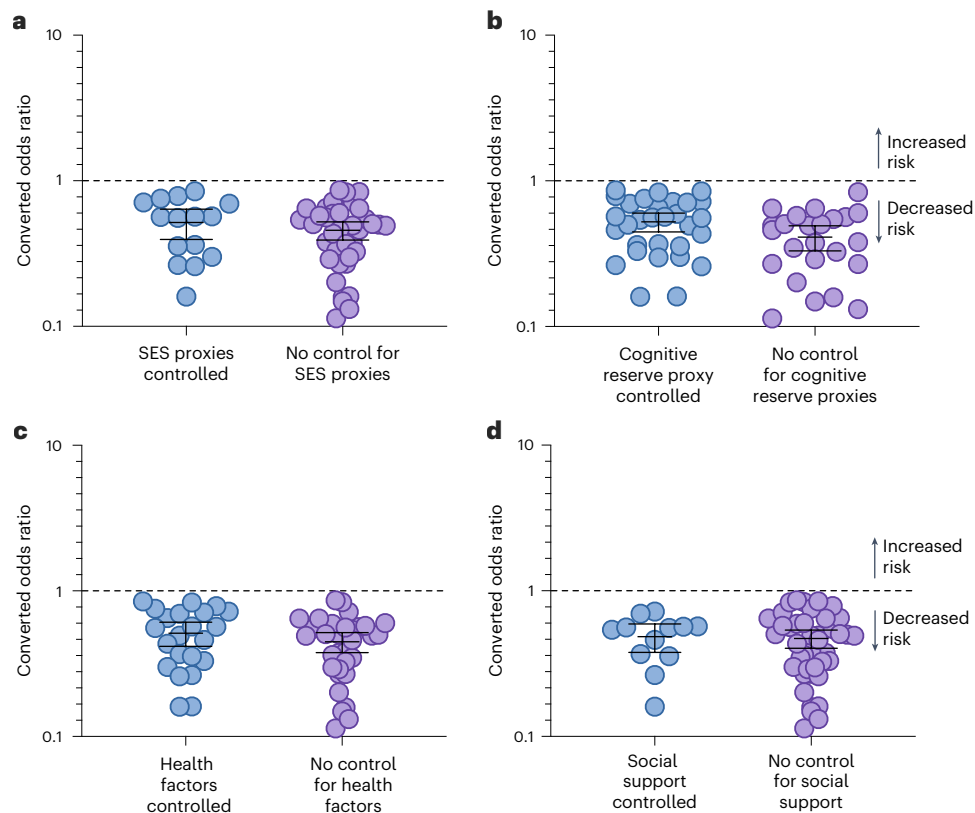 a
10
1
0.1
Converted odds ratio
SES proxies
controlled
No control for
SES proxies
b
10
1
0.1
Converted odds ratio
Increased
risk
Decreased
risk
Cognitive
reserve proxy
controlled
No control
for cognitive
reserve proxies
c
10
1
0.1
Converted odds ratio
Health
factors
controlled
No control
for health
factors
d
10
1
0.1
Converted odds ratio
Increased
risk
Decreased
risk
Social
support
controlled
No control
for social
support